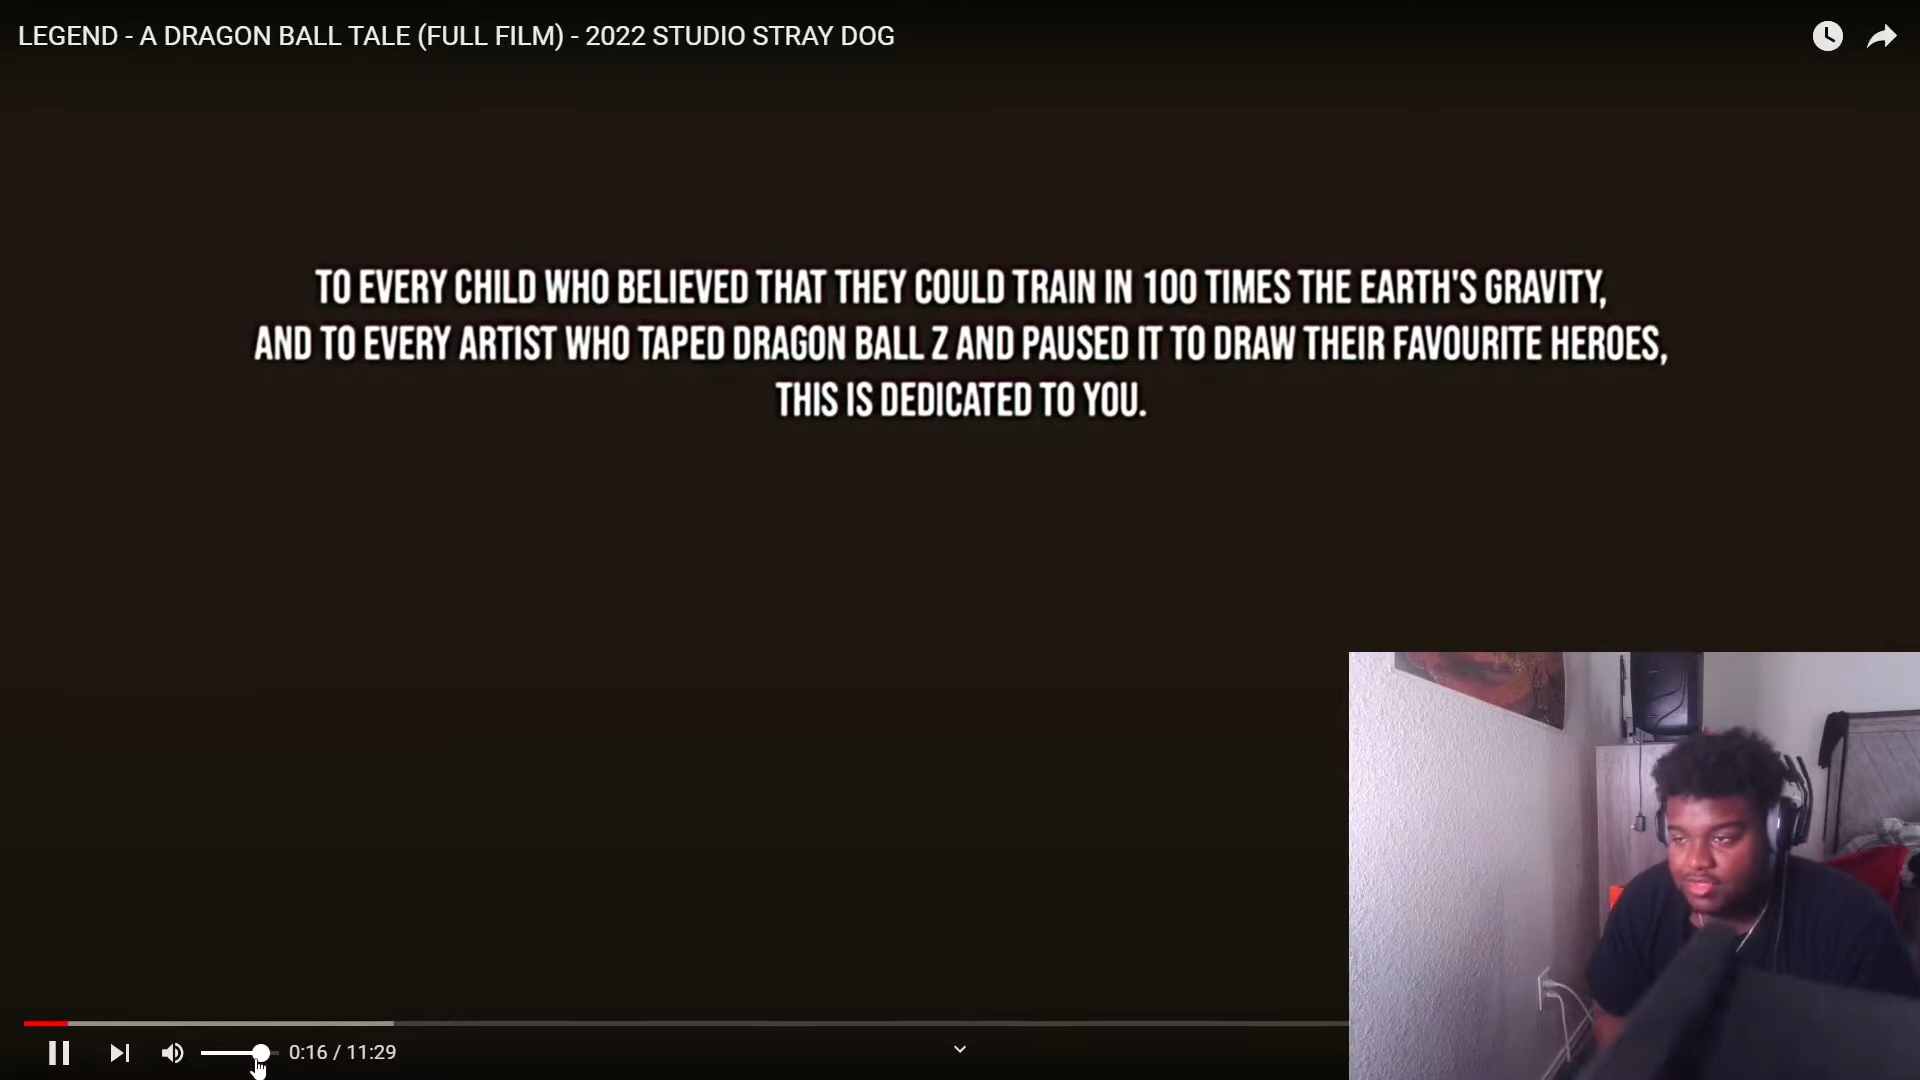 LEGEND - A DRAGON BALL TALE (FULL FILM) - 2022 STUDIO STRAY DOG
TO EVERY CHILD WHO BELIEVED THAT THEY COULD TRAIN IN 100 TIMES THE EARTH'S GRAVITY,
AND TO EVERY ARTIST WHO TAPED DRAGON BALL Z AND PAUSED IT TO DRAW THEIR FAVOURITE HEROES,
THIS IS DEDICATED TO YOU.
0:16 / 11:29